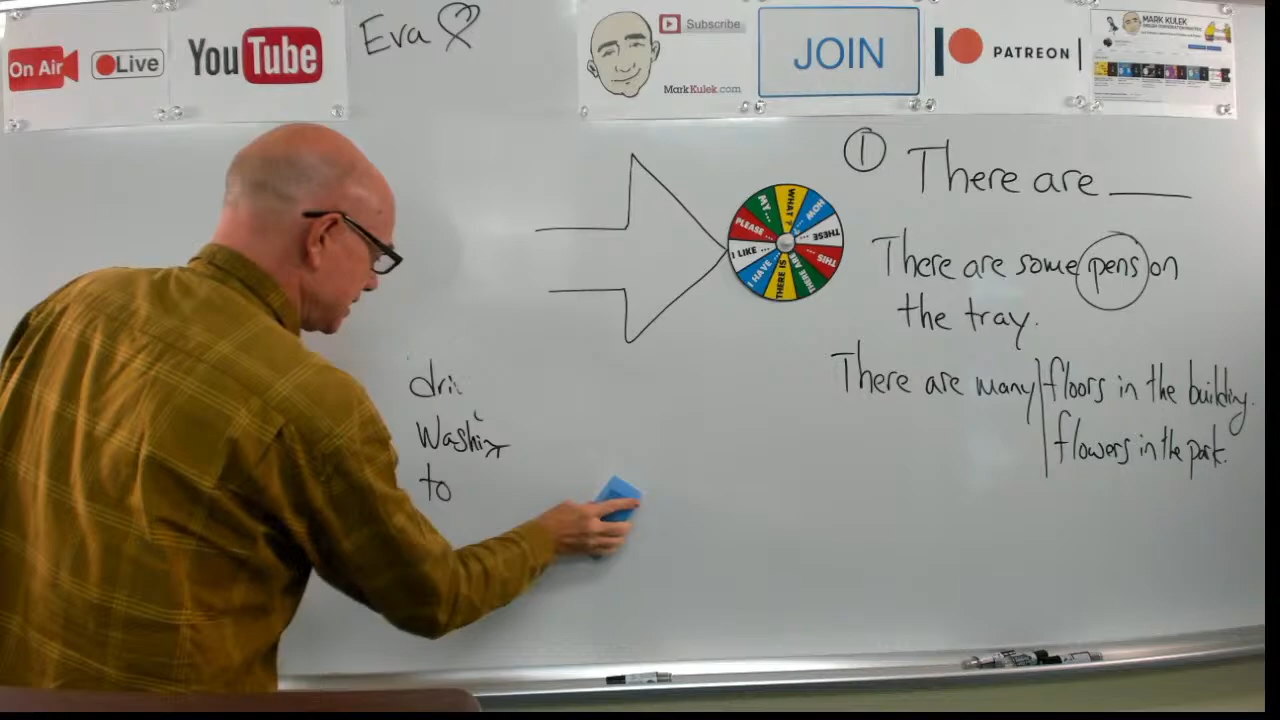 On Air
Live
YouTube
Eva
Subscribe
MarkKulek.com
JOIN
PATREON
MARK KULEK
① There are ____
There are some pens on
the tray.
There are many floors in the building.
flowers in the park.
MY...
WHAT ?
HOW ...?
THESE ...
THIS...
THERE ARE
THERE IS
I HAVE...
I LIKE...
PLEASE...
to